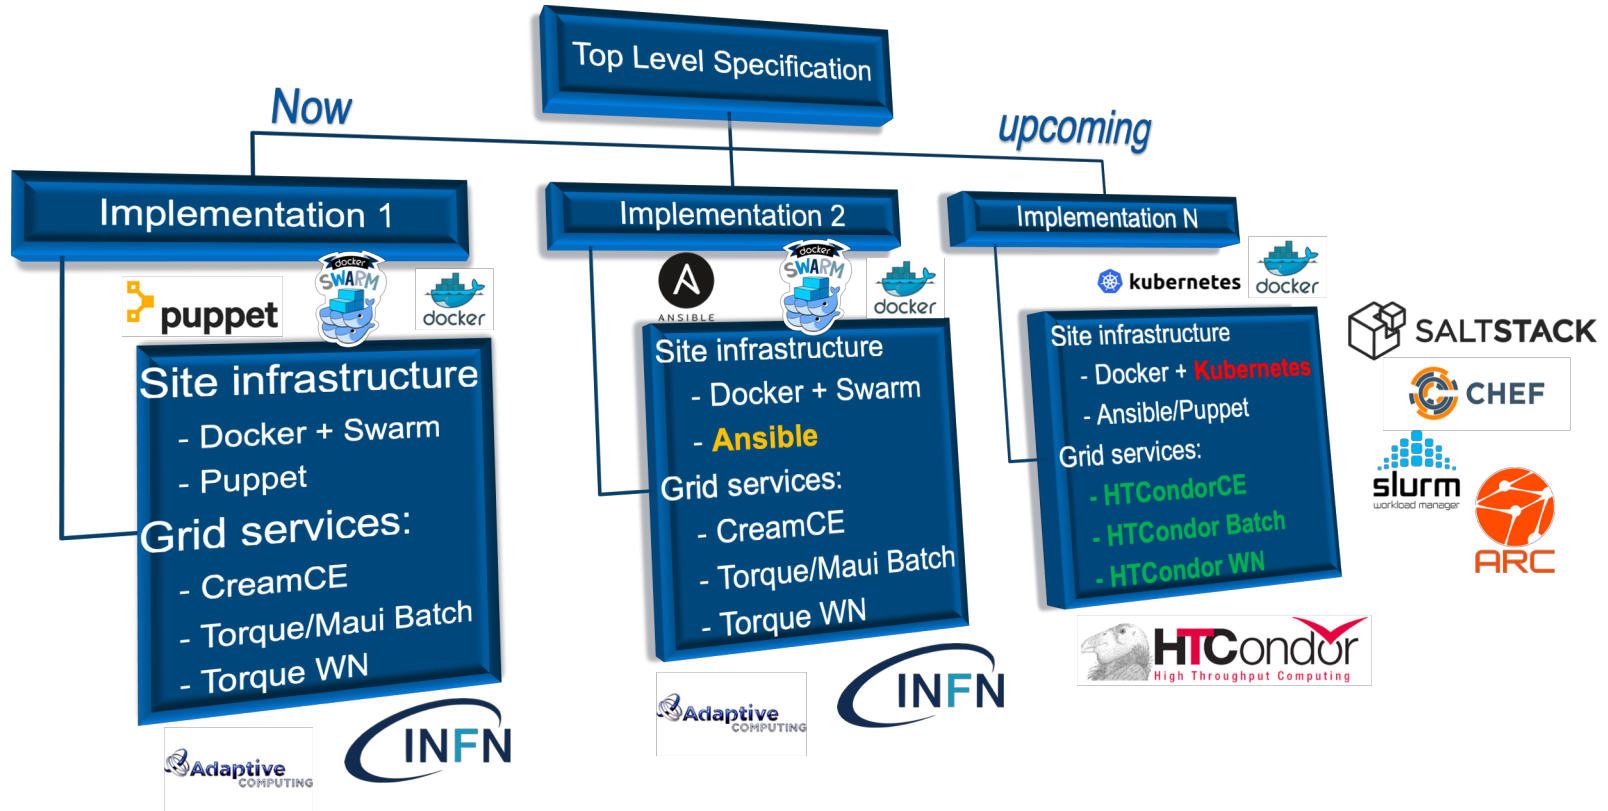 Top Level Specification
Now
upcoming
Implementation 1
Implementation 2
Implementation N
puppet
docker
SWARM
docker
Site infrastructure
- Docker + Swarm
- Puppet
Grid services:
- CreamCE
- Torque/Maui Batch
- Torque WN
Adaptive
COMPUTING
INFN
ANSIBLE
docker
SWARM
docker
Site infrastructure
- Docker + Swarm
- Ansible
Grid services:
- CreamCE
- Torque/Maui Batch
- Torque WN
Adaptive
COMPUTING
INFN
kubernetes
docker
Site infrastructure
- Docker + Kubernetes
- Ansible/Puppet
Grid services:
- HTCondorCE
- HTCondor Batch
- HTCondor WN
HTCondor
High Throughput Computing
SALTSTACK
CHEF
slurm
workload manager
ARC